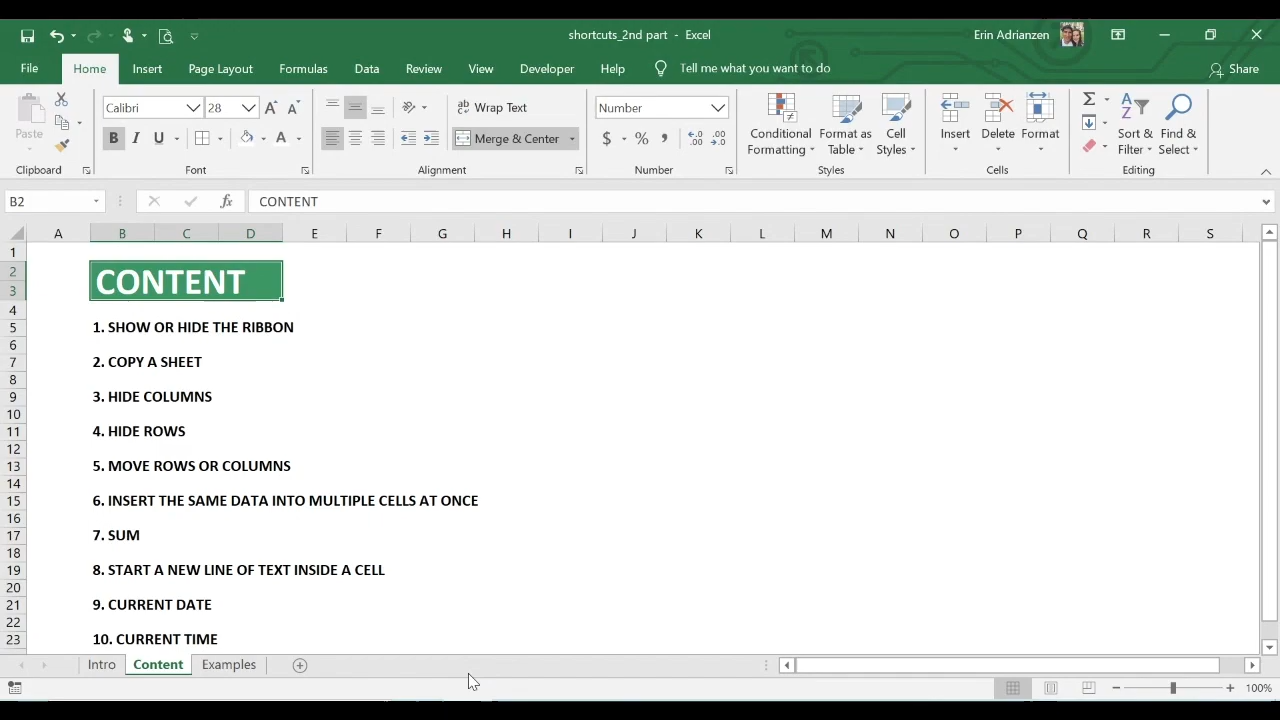 shortcuts_2nd part - Excel
Erin Adrianzen
File Home Insert Page Layout Formulas Data Review View Developer Help Tell me what you want to do Share
Paste
Calibri 28
B I U
Wrap Text
Merge & Center
Number
$ % ,
Conditional Formatting
Format as Table
Cell Styles
Insert Delete Format
Sort & Filter
Find & Select
Clipboard Font Alignment Number Styles Cells Editing
B2 fx CONTENT
A B C D E F G H I J K L M N O P Q R S
1
2 CONTENT
3
4
5 1. SHOW OR HIDE THE RIBBON
6
7 2. COPY A SHEET
8
9 3. HIDE COLUMNS
10
11 4. HIDE ROWS
12
13 5. MOVE ROWS OR COLUMNS
14
15 6. INSERT THE SAME DATA INTO MULTIPLE CELLS AT ONCE
16
17 7. SUM
18
19 8. START A NEW LINE OF TEXT INSIDE A CELL
20
21 9. CURRENT DATE
22
23 10. CURRENT TIME
Intro Content Examples
100%